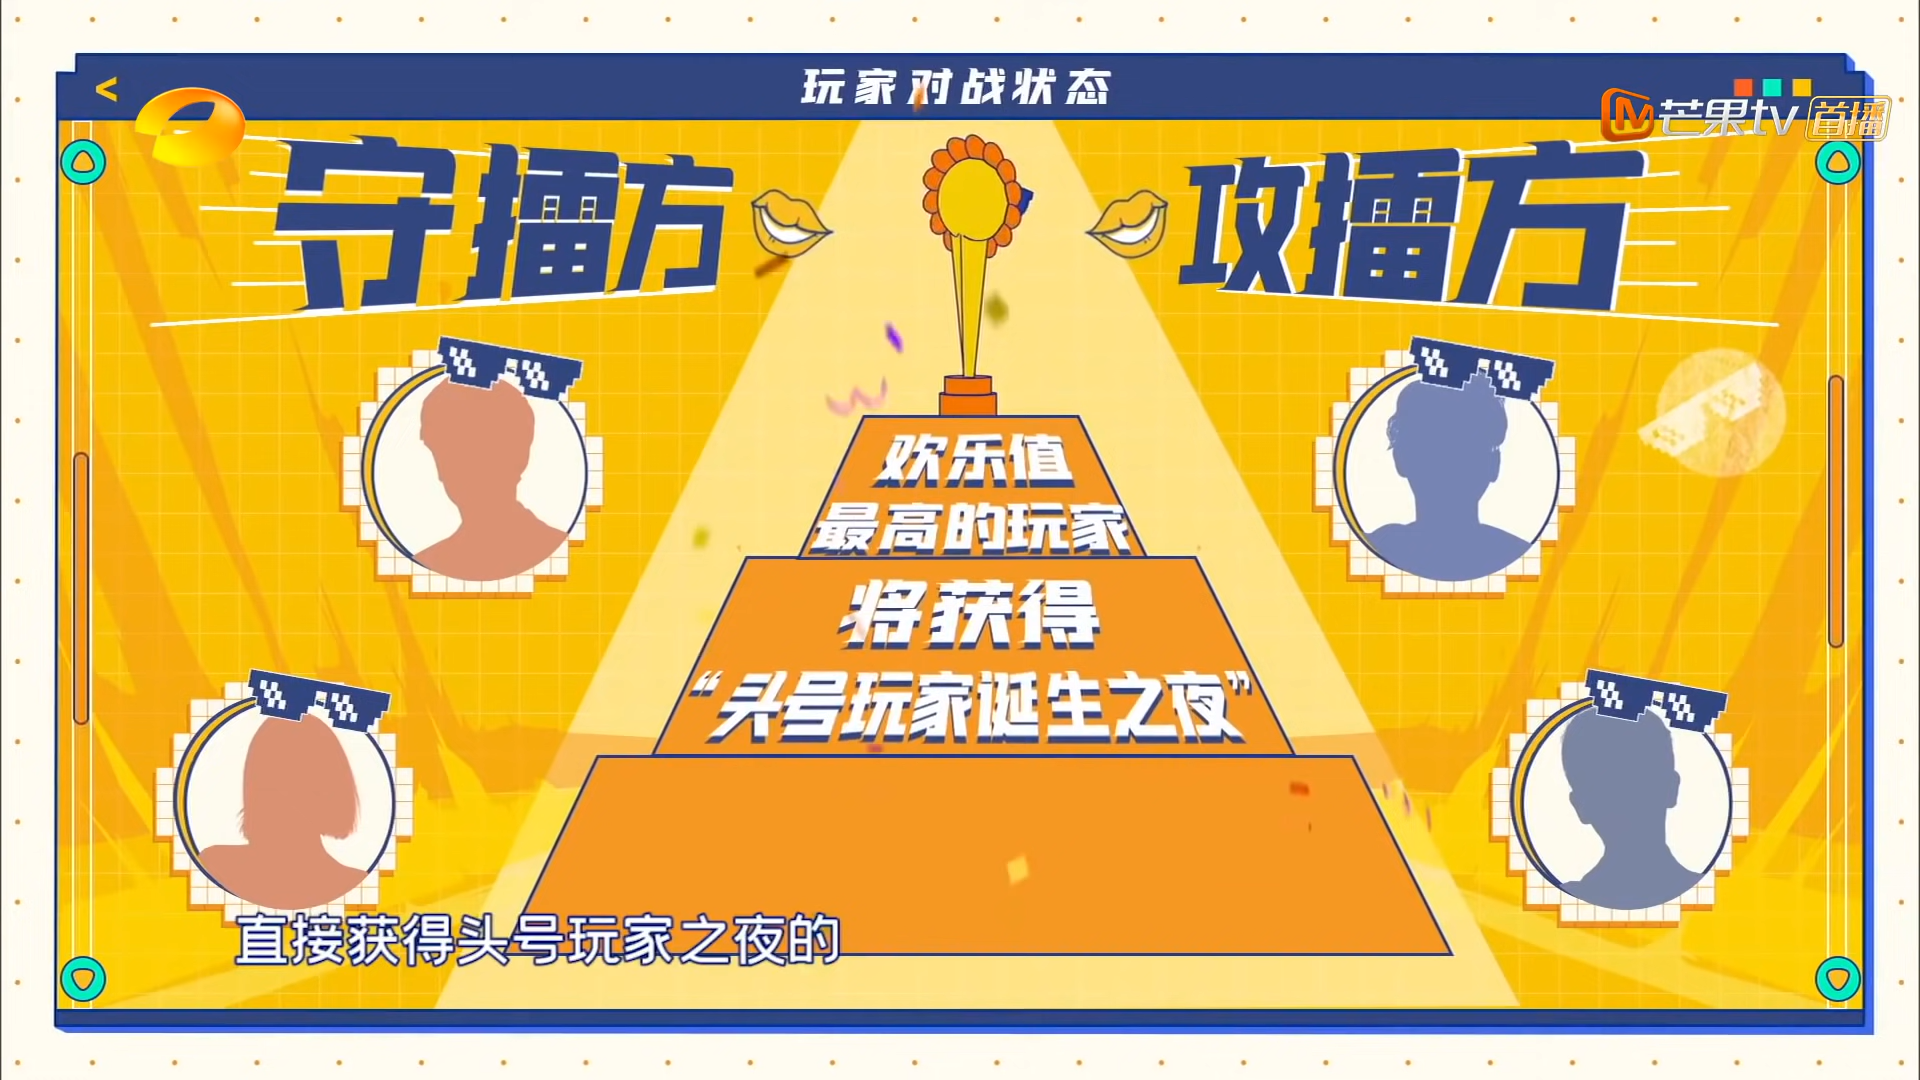 玩家对战状态
芒果tv 首播
守擂方
攻擂方
欢乐值
最高的玩家
将获得
“头号玩家诞生之夜”
直接获得头号玩家之夜的